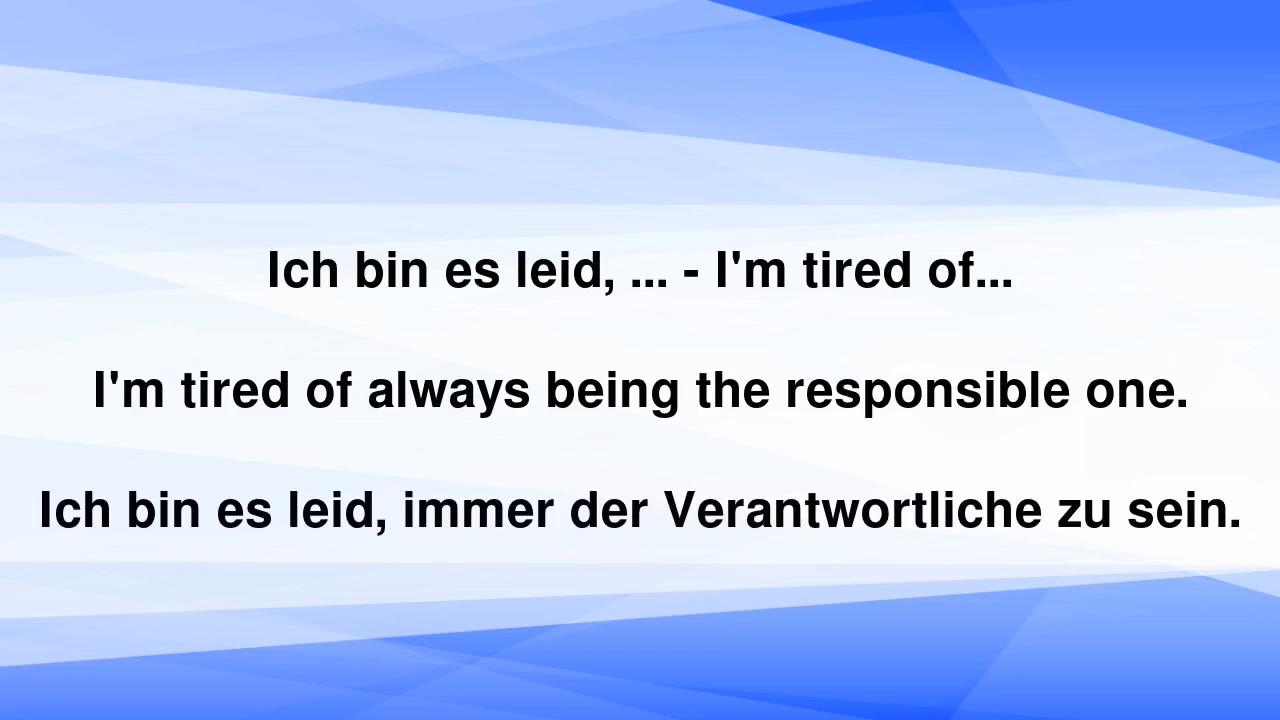 Ich bin es leid, ... - I'm tired of...
I'm tired of always being the responsible one.
Ich bin es leid, immer der Verantwortliche zu sein.